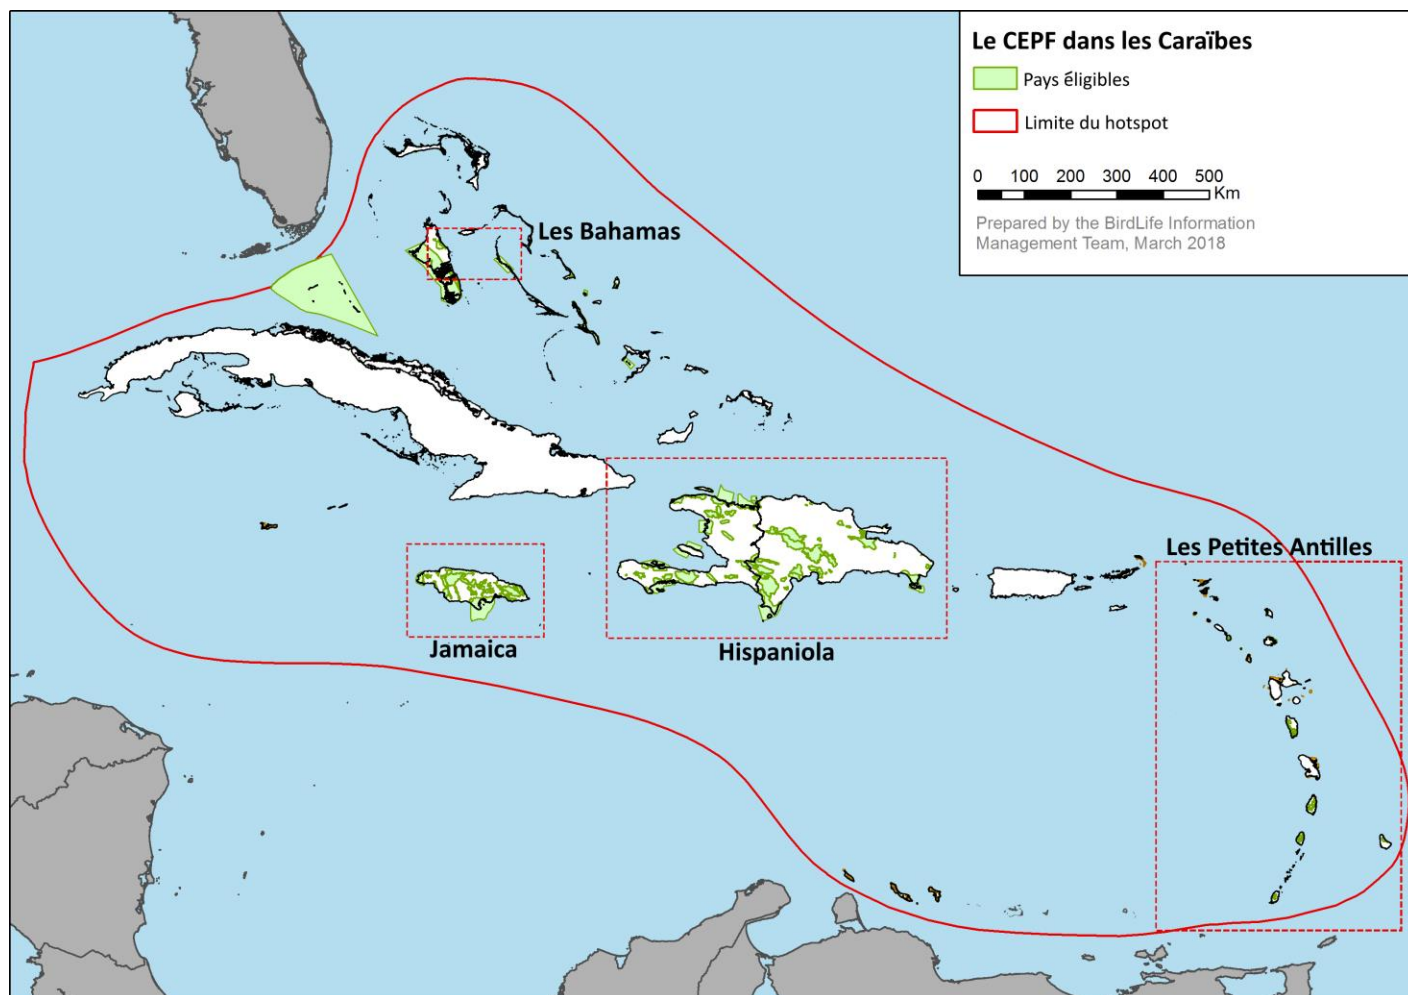 Le CEPF dans les Caraïbes
Pays éligibles
Limite du hotspot
0 100 200 300 400 500
Km
Prepared by the BirdLife Information
Management Team, March 2018
Les Bahamas
Les Petites Antilles
Jamaica
Hispaniola